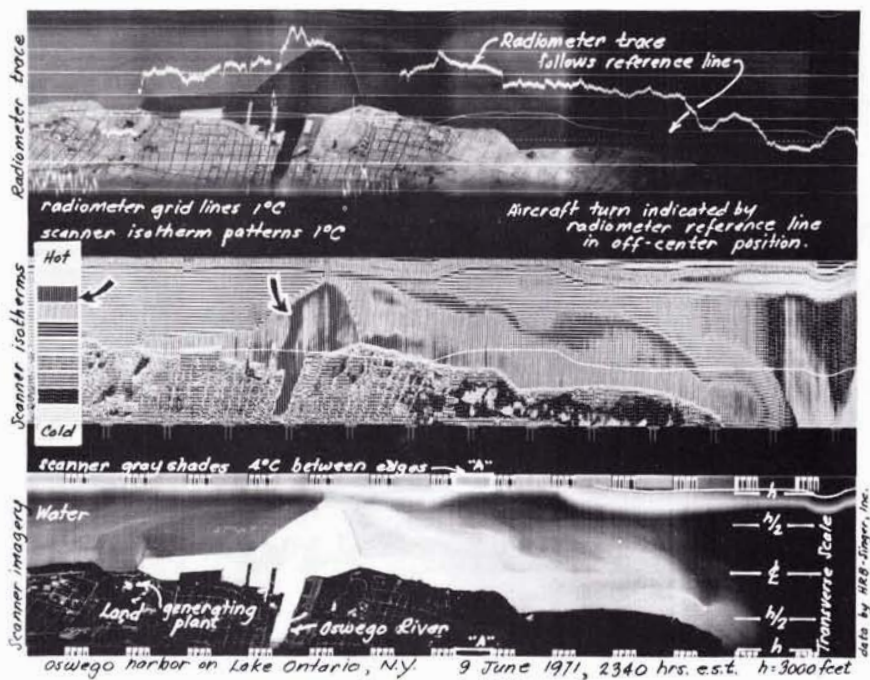 Radiometer trace
Radiometer trace
follows reference line
radiometer grid lines 1°C
scanner isotherm patterns 1°C
Aircraft turn indicated by
radiometer reference line
in off-center position.
Scanner isotherms
Hot
Cold
scanner gray shades 4°C between edges "A"
Scanner imagery
Water
Land
generating
plant
Oswego River
"A"
h
h/2
℄
h/2
h
Transverse Scale
data by HRB-Singer, Inc.
Oswego harbor on Lake Ontario, N.Y. 9 June 1971, 2340 hrs. e.s.t. h=3000 feet